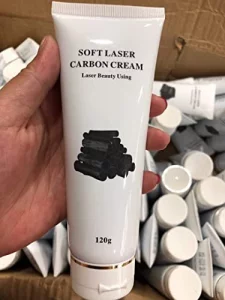 SOFT LASER
CARBON CREAM
Laser Beauty Using
120g